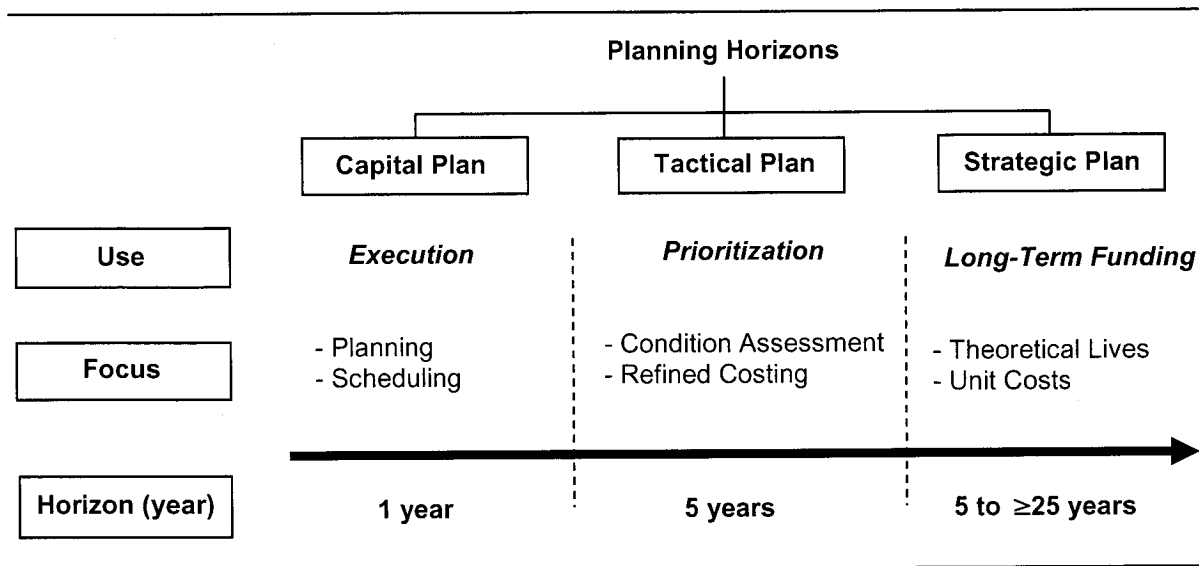 Planning Horizons
Capital Plan
Tactical Plan
Strategic Plan
Use
Execution
Prioritization
Long-Term Funding
Focus
- Planning
- Scheduling
- Condition Assessment
- Refined Costing
- Theoretical Lives
- Unit Costs
Horizon (year)
1 year
5 years
5 to ≥25 years